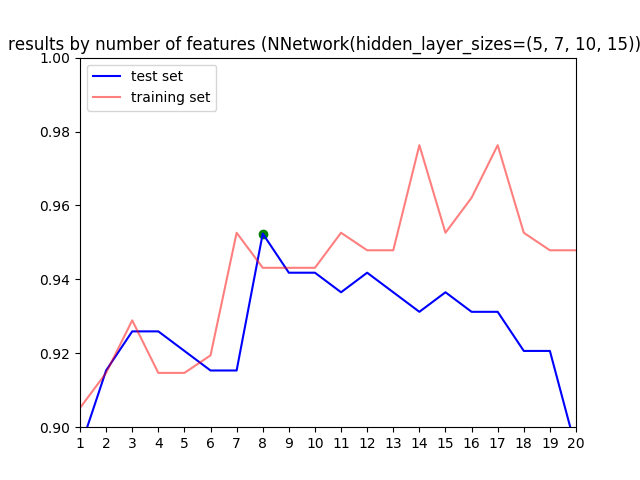 results by number of features (NNetwork(hidden_layer_sizes=(5, 7, 10, 15))
1.00
test set
training set
0.98
0.96
0.94
0.92
0.90
1 2 3 4 5 6 7 8 9 10 11 12 13 14 15 16 17 18 19 20